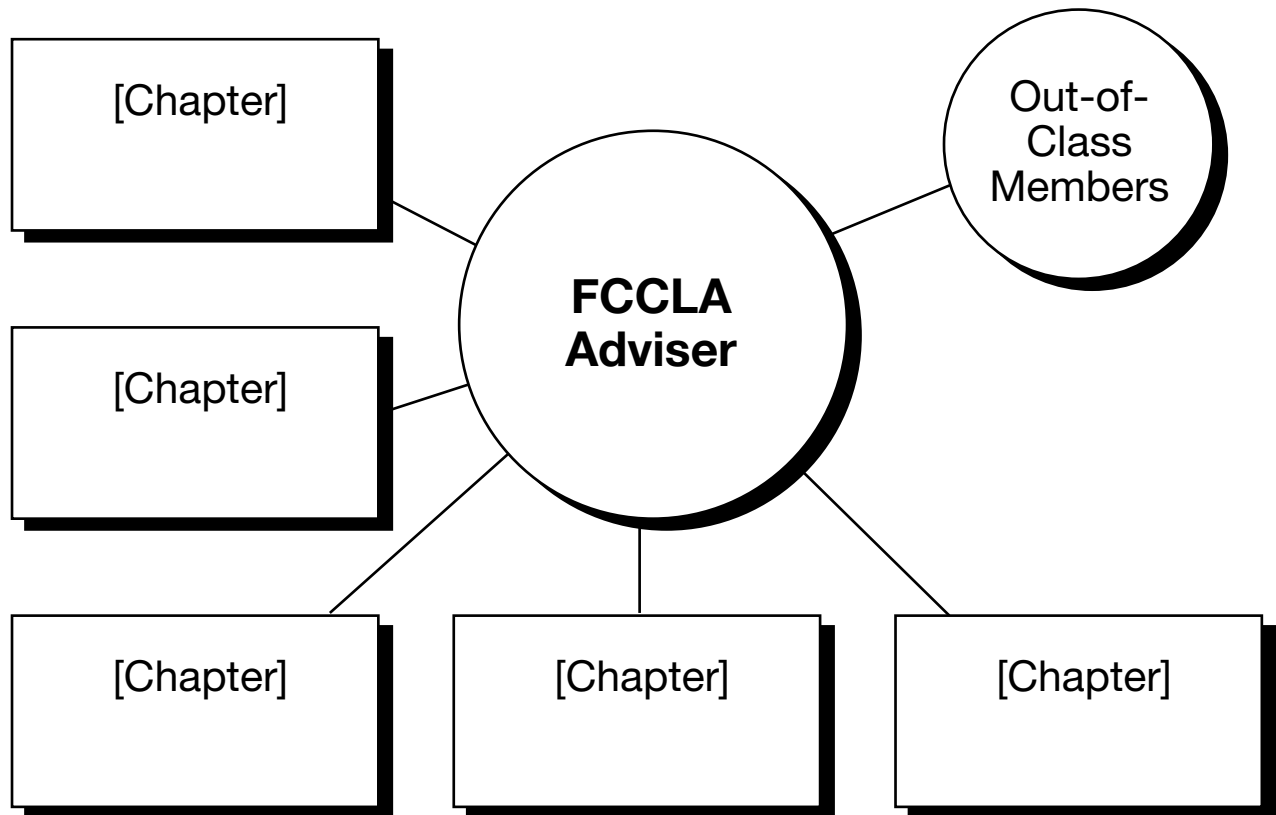 [Chapter]
Out-of-
Class
Members
FCCLA
Adviser
[Chapter]
[Chapter]
[Chapter]
[Chapter]